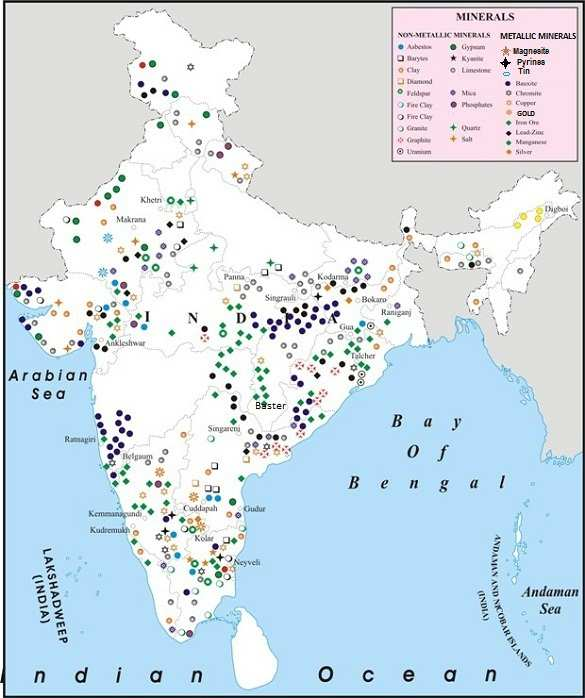 MINERALS
NON-METALLIC MINERALS
METALLIC MINERALS
Asbestos
Barytes
Clay
Diamond
Feldspar
Fire Clay
Fire Clay
Granite
Graphite
Uranium
Gypsum
Kyanite
Limestone
Mica
Phosphates
Quartz
Salt
Magnesite
Pyrines
Tin
Bauxite
Chromite
Copper
GOLD
Iron Ore
Lead-Zinc
Manganese
Silver
Khetri
Makrana
Digboi
Panna
Kodarma
Singrauli
Bokaro
Raniganj
I N D I A
Gua
Ankleshwar
Talcher
Arabian
Sea
Baster
Ratnagiri
Singareni
Belgaum
Bay
Of
Bengal
Kemmanagundi
Cuddapah
Gudur
Kudremukh
Kolar
Neyveli
LAKSHADWEEP
(INDIA)
ANDAMAN AND NICOBAR ISLANDS
(INDIA)
Andaman
Sea
Indian Ocean